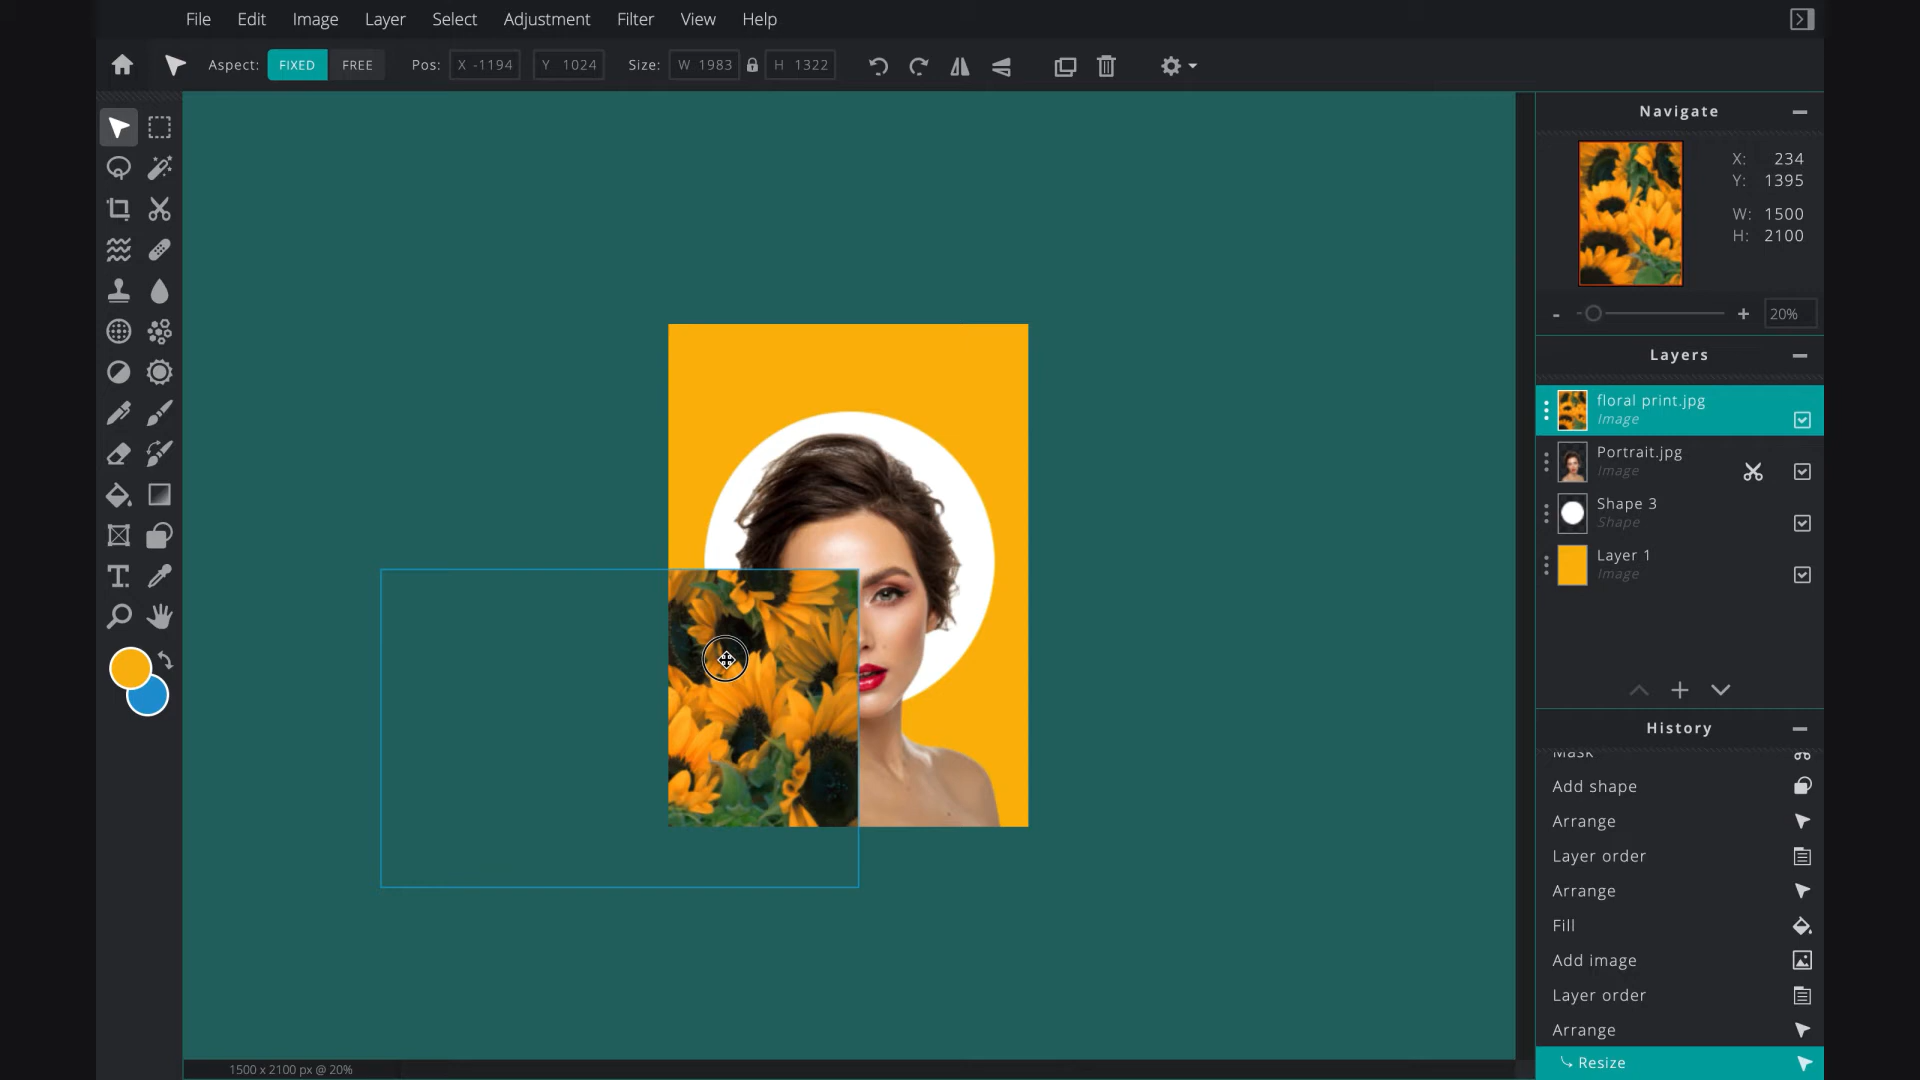 File Edit Image Layer Select Adjustment Filter View Help
Aspect: FIXED FREE Pos: X -1194 Y 1024 Size: W 1983 H 1322
Navigate
X: 234
Y: 1395
W: 1500
H: 2100
- + 20%
Layers
floral print.jpg
Image
Portrait.jpg
Image
Shape 3
Shape
Layer 1
Image
History
Mask
Add shape
Arrange
Layer order
Arrange
Fill
Add image
Layer order
Arrange
Resize
T
1500 x 2100 px @ 20%